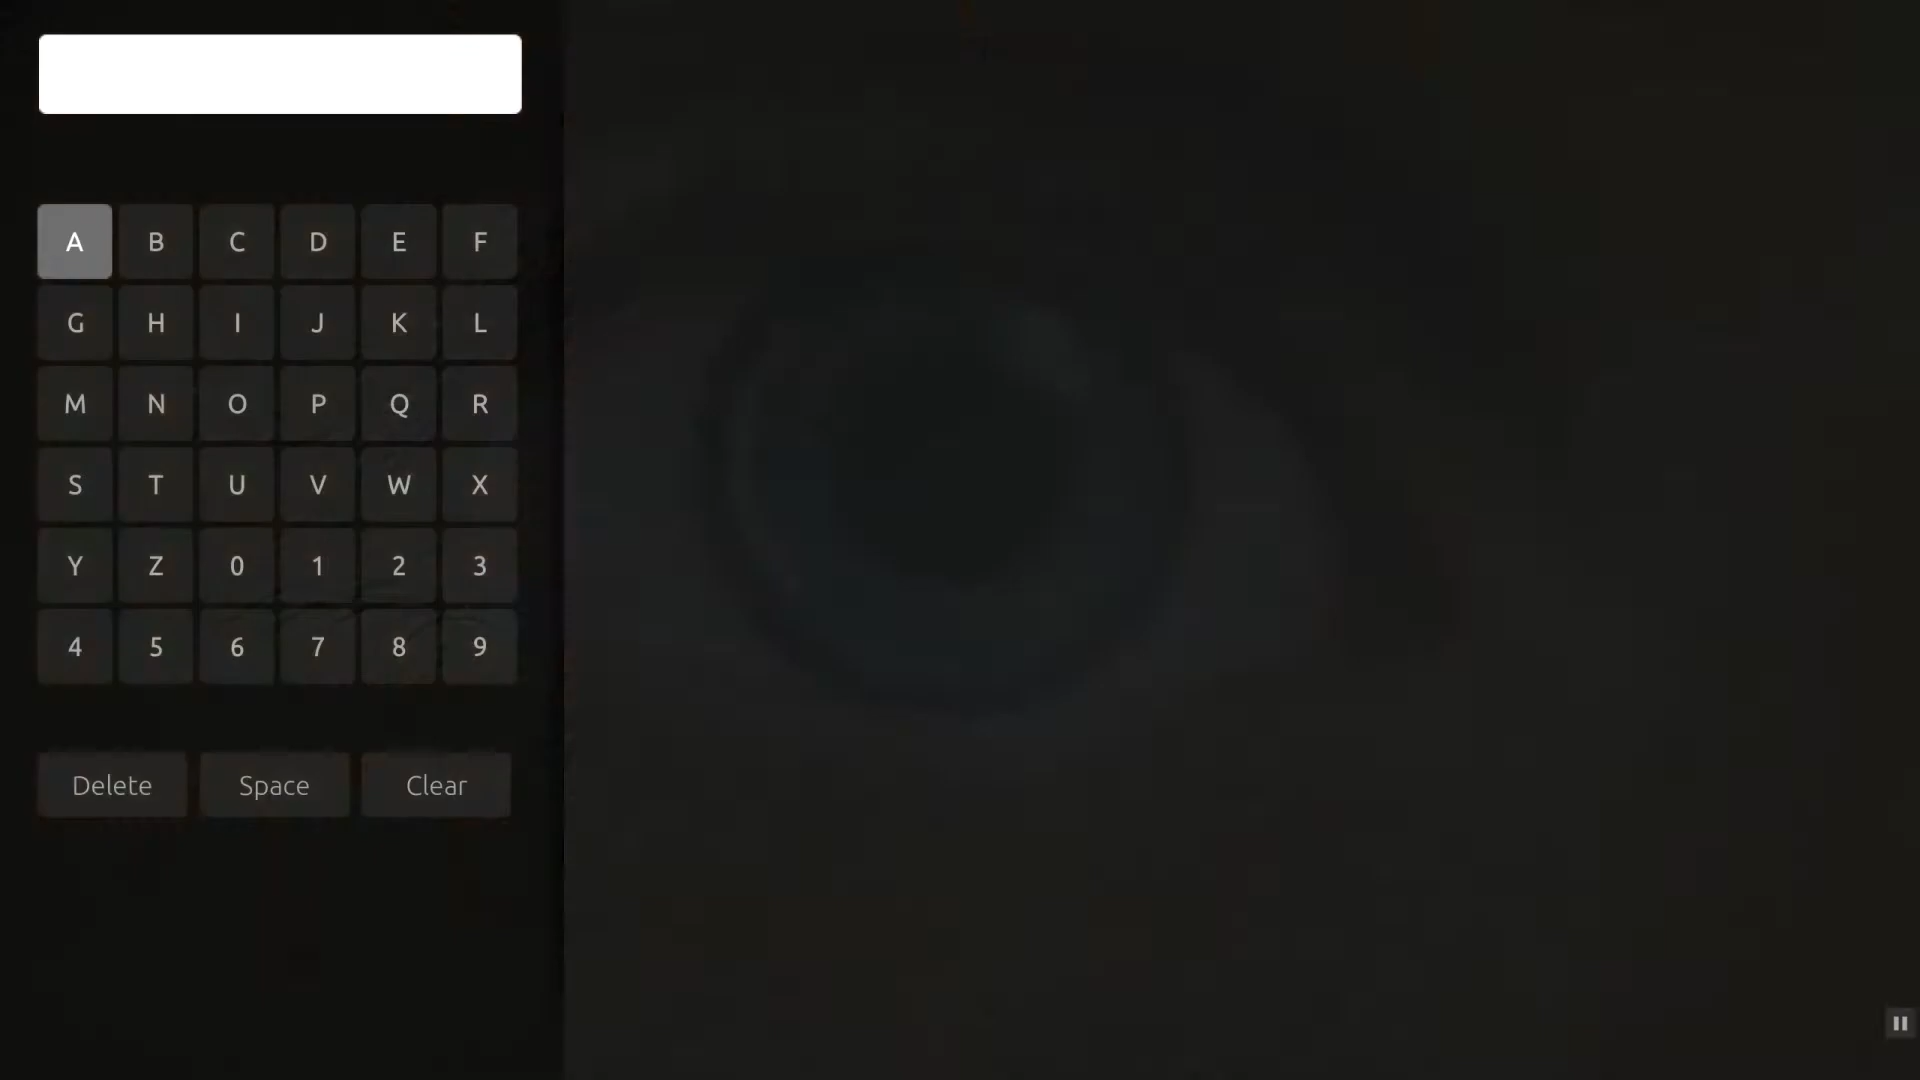 A B C D E F
G H I J K L
M N O P Q R
S T U V W X
Y Z 0 1 2 3
4 5 6 7 8 9
Delete Space Clear